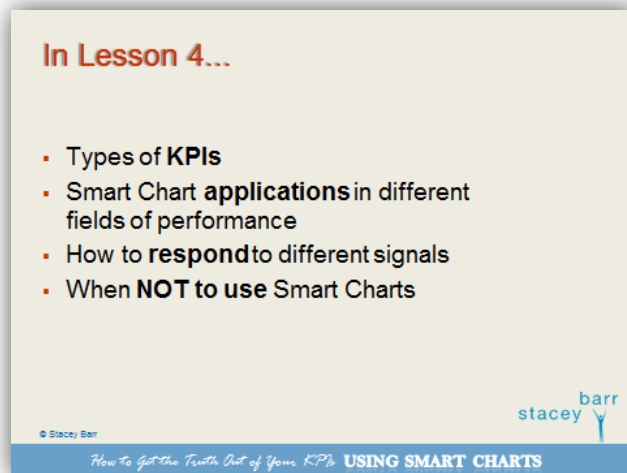 In Lesson 4...
▪ Types of KPIs
▪ Smart Chart applications in different
fields of performance
▪ How to respond to different signals
▪ When NOT to use Smart Charts
barr
stacey
© Stacey Barr
How to Get the Truth Out of Your KPIs USING SMART CHARTS